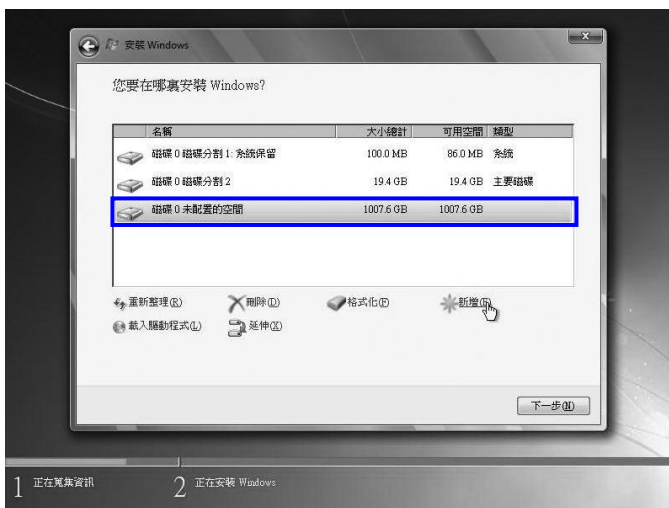 安裝 Windows
您要在哪裏安裝 Windows?
名稱 大小總計 可用空間 類型
磁碟 0 磁碟分割 1: 系統保留 100.0 MB 86.0 MB 系統
磁碟 0 磁碟分割 2 19.4 GB 19.4 GB 主要磁碟
磁碟 0 未配置的空間 1007.6 GB 1007.6 GB
重新整理(R) 刪除(D) 格式化(F) 新增(E)
載入驅動程式(L) 延伸(X)
下一步(N)
1 正在蒐集資訊 2 正在安裝 Windows